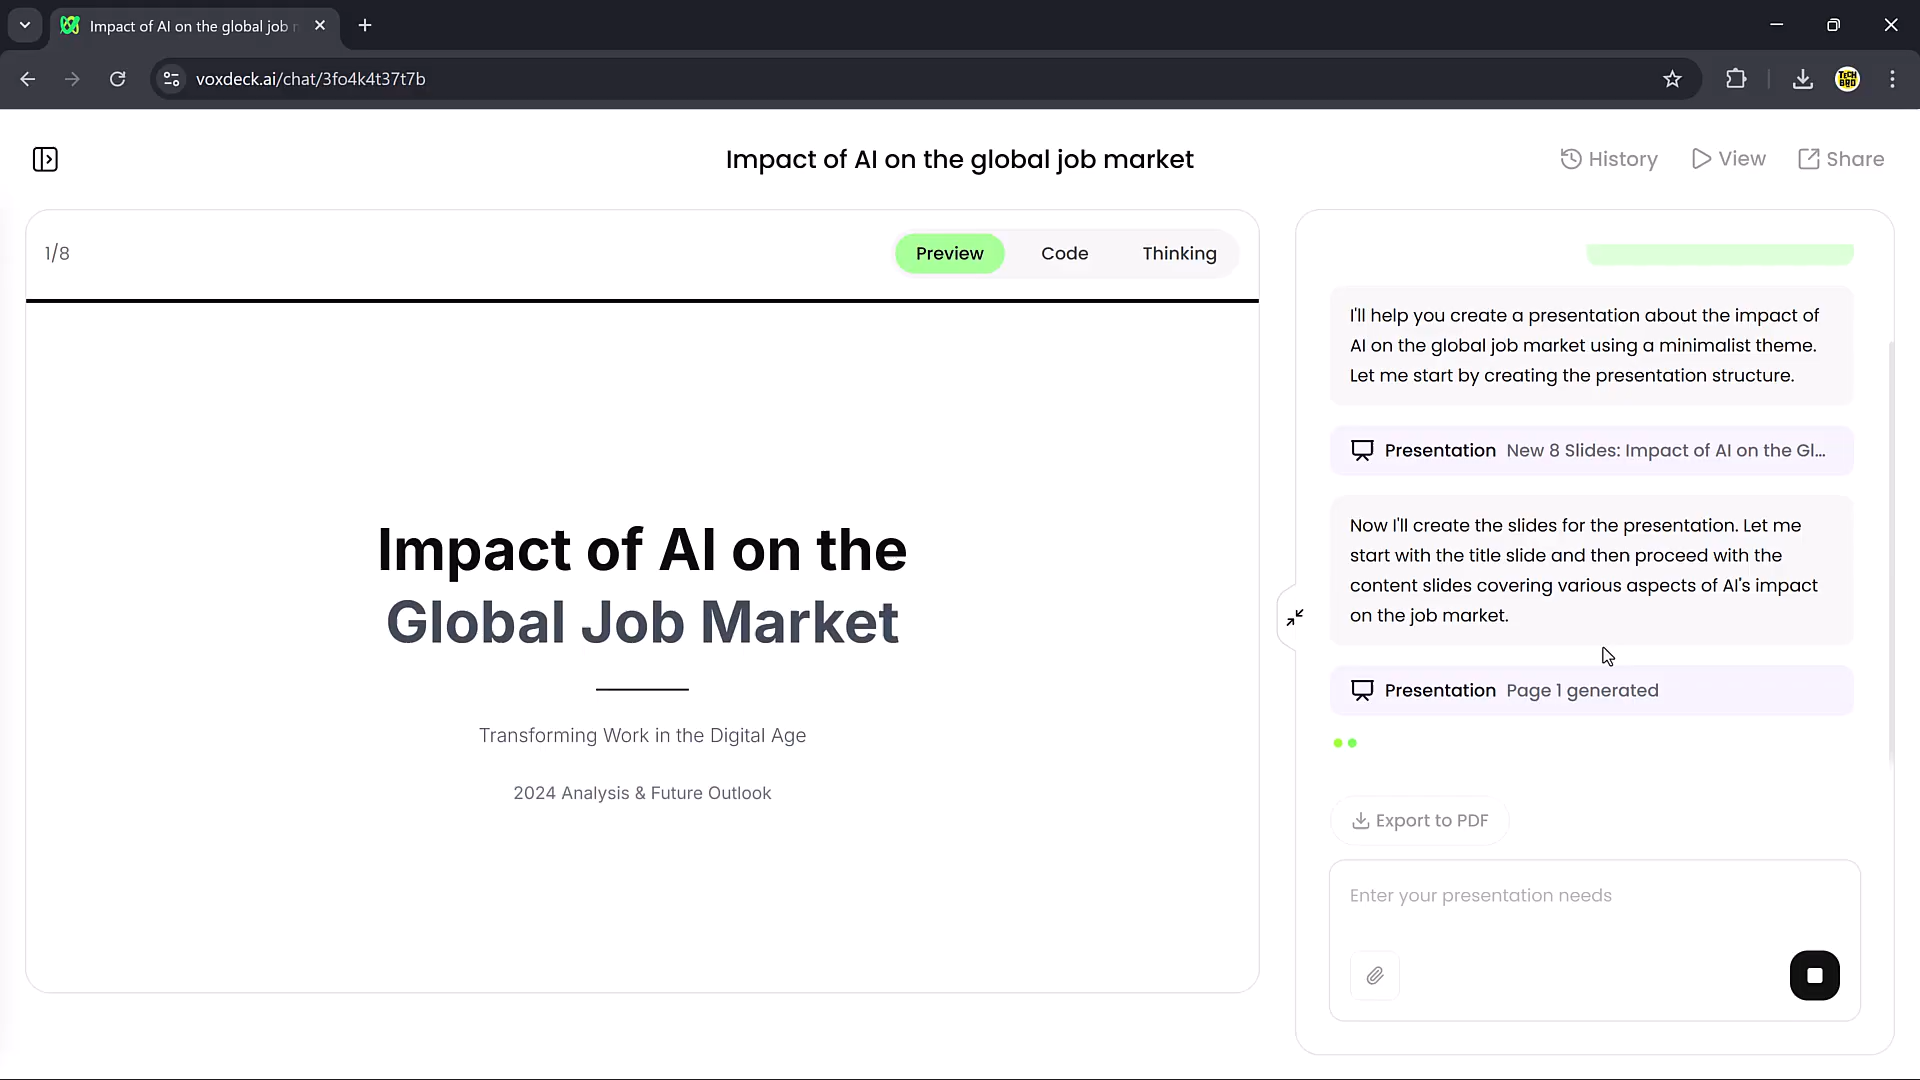 Impact of AI on the global job
voxdeck.ai/chat/3fo4k4t37t7b
TECH
BRO
Impact of AI on the global job market
History
View
Share
1/8
Preview
Code
Thinking
Impact of AI on the
Global Job Market
Transforming Work in the Digital Age
2024 Analysis & Future Outlook
I'll help you create a presentation about the impact of
AI on the global job market using a minimalist theme.
Let me start by creating the presentation structure.
Presentation New 8 Slides: Impact of AI on the Gl...
Now I'll create the slides for the presentation. Let me
start with the title slide and then proceed with the
content slides covering various aspects of AI's impact
on the job market.
Presentation Page 1 generated
Export to PDF
Enter your presentation needs